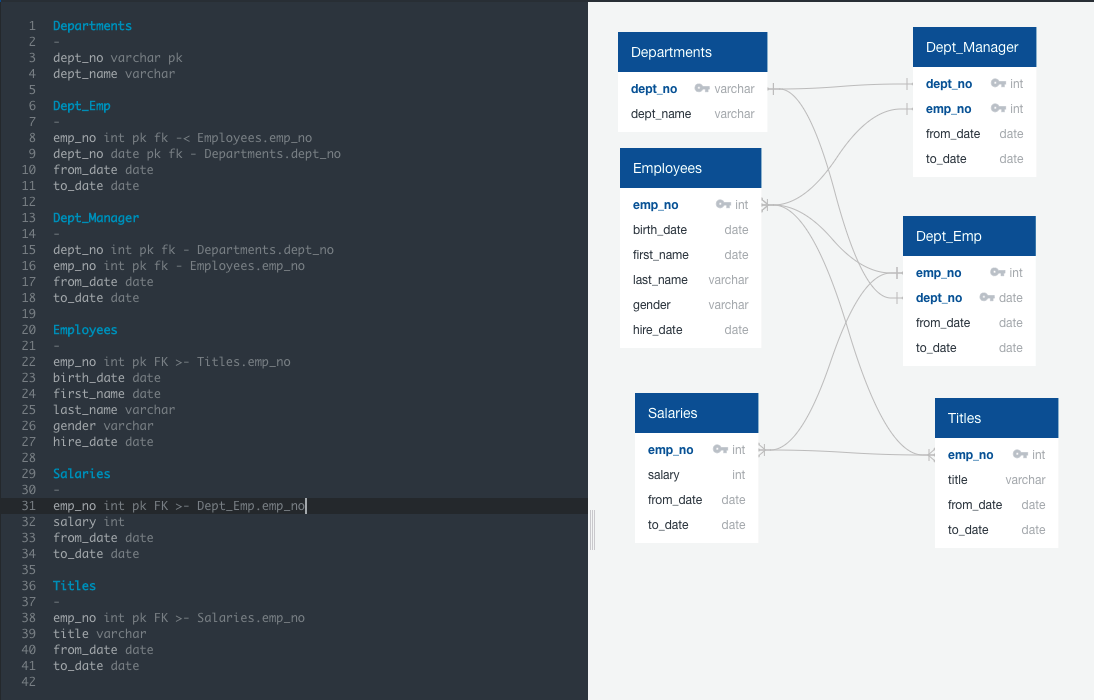 1 Departments
2 -
3 dept_no varchar pk
4 dept_name varchar
5
6 Dept_Emp
7 -
8 emp_no int pk fk -< Employees.emp_no
9 dept_no date pk fk - Departments.dept_no
10 from_date date
11 to_date date
12
13 Dept_Manager
14 -
15 dept_no int pk fk - Departments.dept_no
16 emp_no int pk fk - Employees.emp_no
17 from_date date
18 to_date date
19
20 Employees
21 -
22 emp_no int pk FK >- Titles.emp_no
23 birth_date date
24 first_name date
25 last_name varchar
26 gender varchar
27 hire_date date
28
29 Salaries
30 -
31 emp_no int pk FK >- Dept_Emp.emp_no
32 salary int
33 from_date date
34 to_date date
35
36 Titles
37 -
38 emp_no int pk FK >- Salaries.emp_no
39 title varchar
40 from_date date
41 to_date date
42
Departments
dept_no varchar
dept_name varchar
Employees
emp_no int
birth_date date
first_name date
last_name varchar
gender varchar
hire_date date
Salaries
emp_no int
salary int
from_date date
to_date date
Dept_Manager
dept_no int
emp_no int
from_date date
to_date date
Dept_Emp
emp_no int
dept_no date
from_date date
to_date date
Titles
emp_no int
title varchar
from_date date
to_date date